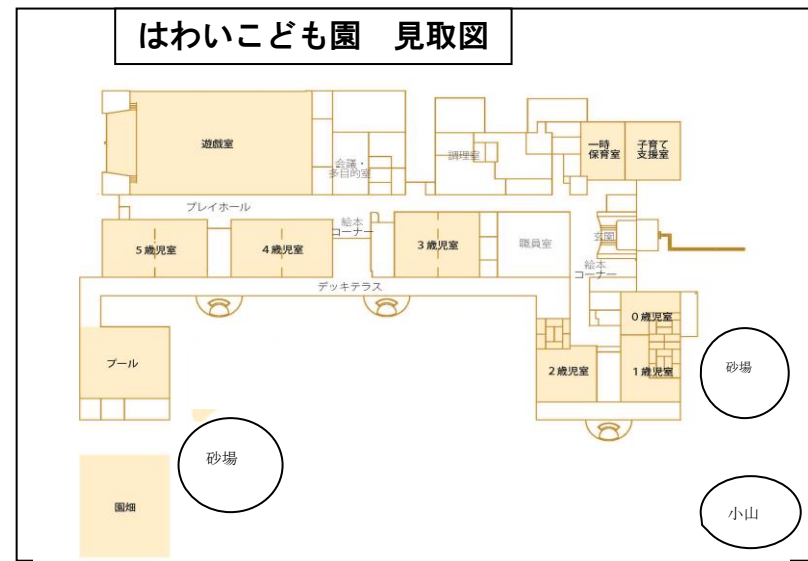 はわいこども園　見取図
遊戯室
会議・
多目的室
調理室
一時
保育室
子育て
支援室
プレイホール
絵本
コーナー
5歳児室
4歳児室
3歳児室
職員室
玄関
絵本
コーナー
デッキテラス
0歳児室
プール
2歳児室
1歳児室
砂場
砂場
園畑
小山